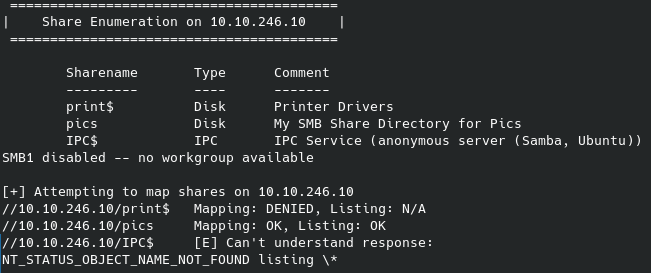 =========================================
|    Share Enumeration on 10.10.246.10    |
=========================================
Sharename       Type      Comment
---------       ----      -------
print$          Disk      Printer Drivers
pics            Disk      My SMB Share Directory for Pics
IPC$            IPC       IPC Service (anonymous server (Samba, Ubuntu))
SMB1 disabled -- no workgroup available
[+] Attempting to map shares on 10.10.246.10
//10.10.246.10/print$   Mapping: DENIED, Listing: N/A
//10.10.246.10/pics     Mapping: OK, Listing: OK
//10.10.246.10/IPC$     [E] Can't understand response:
NT_STATUS_OBJECT_NAME_NOT_FOUND listing \*